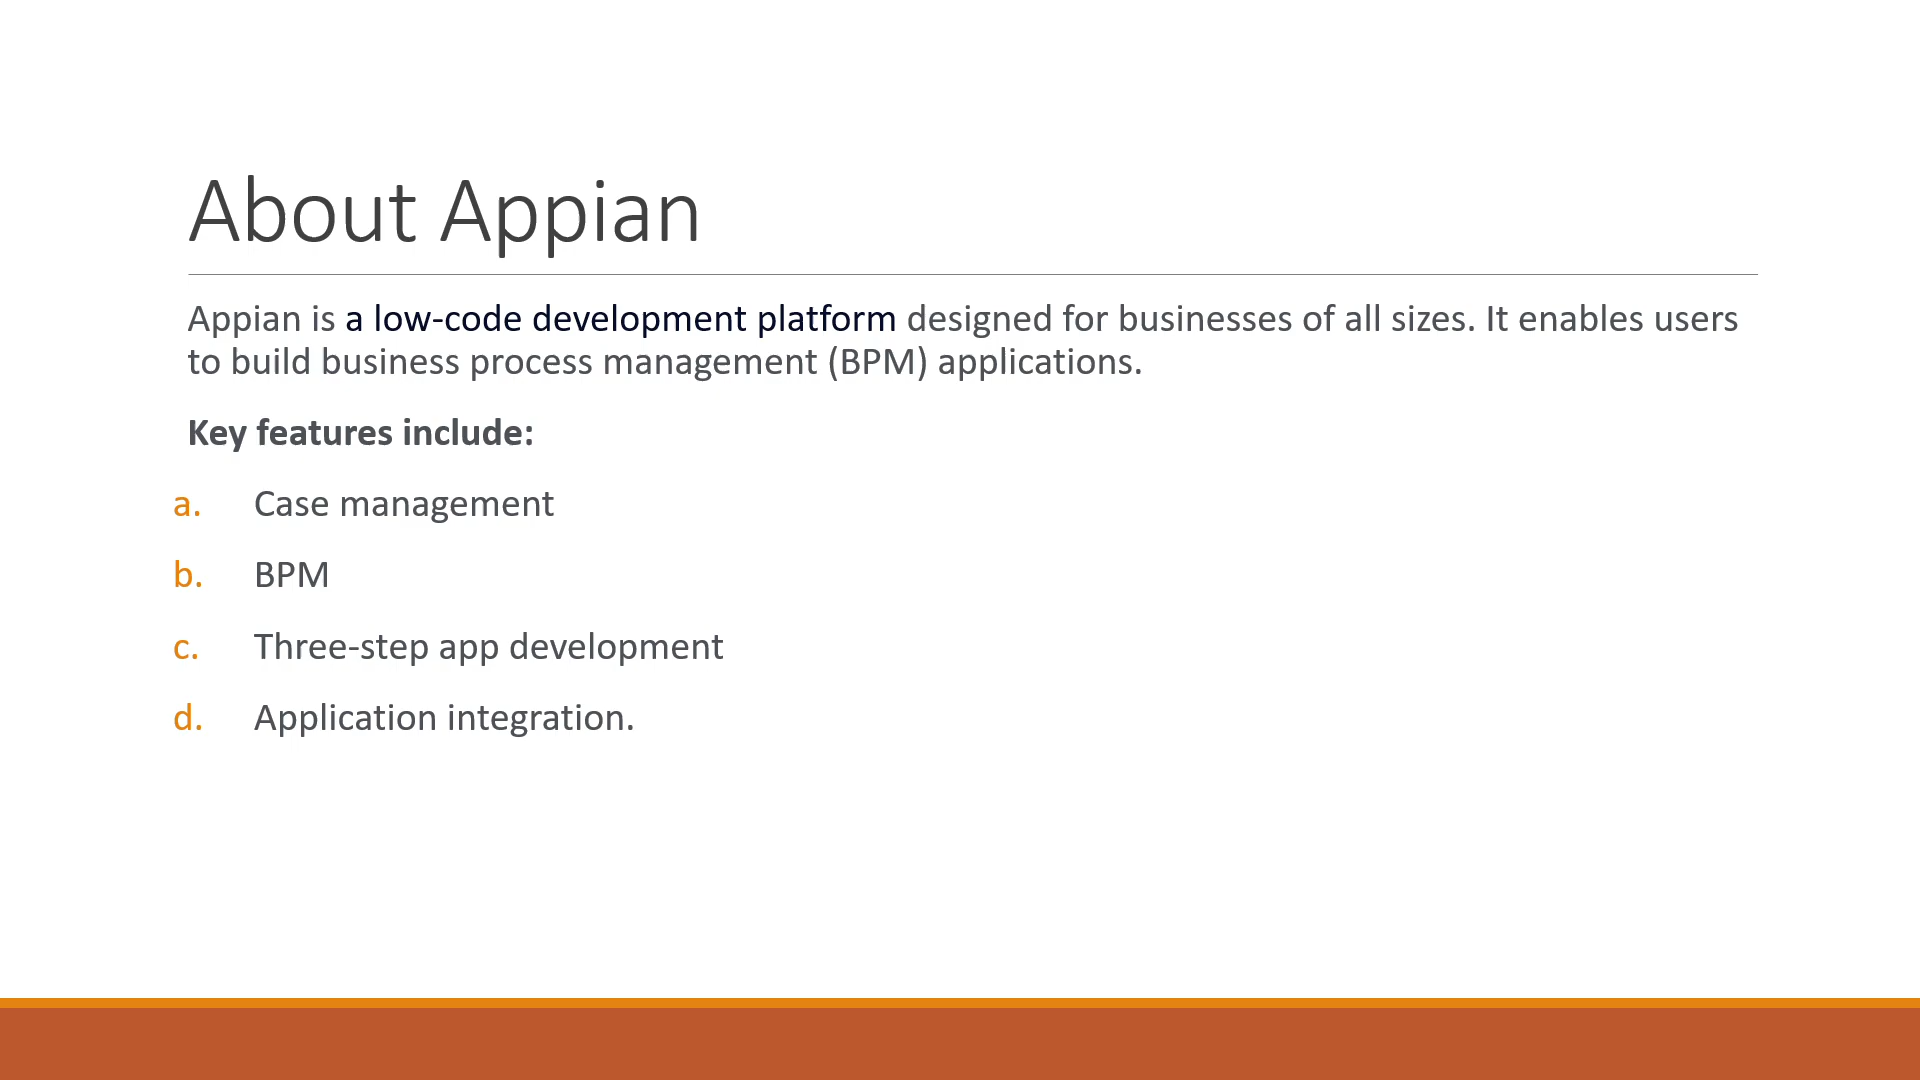 About Appian
Appian is a low-code development platform designed for businesses of all sizes. It enables users
to build business process management (BPM) applications.
Key features include:
a. Case management
b. BPM
c. Three-step app development
d. Application integration.